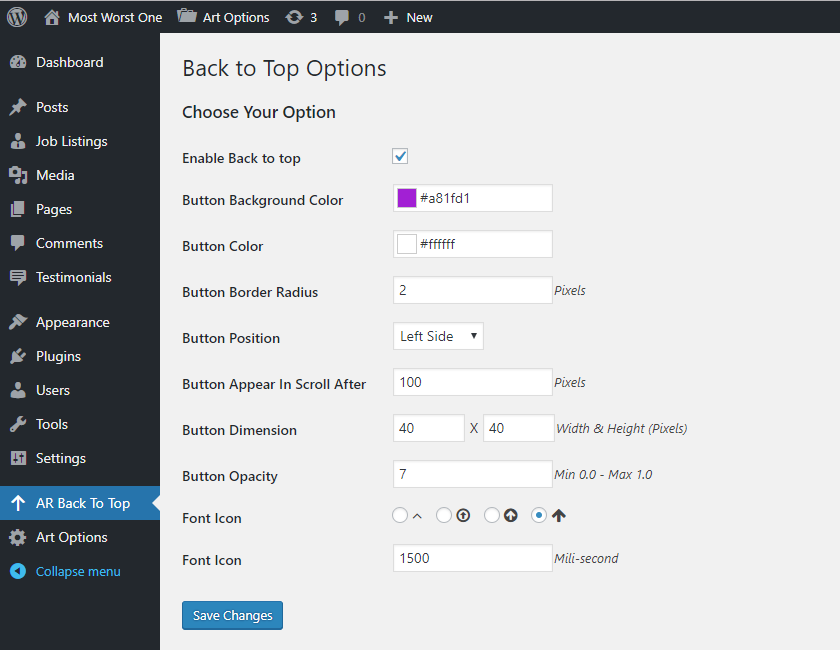 Most Worst One Art Options 3 0 New
Dashboard
Posts
Job Listings
Media
Pages
Comments
Testimonials
Appearance
Plugins
Users
Tools
Settings
AR Back To Top
Art Options
Collapse menu
Back to Top Options
Choose Your Option
Enable Back to top
Button Background Color #a81fd1
Button Color #ffffff
Button Border Radius 2 Pixels
Button Position Left Side
Button Appear In Scroll After 100 Pixels
Button Dimension 40 X 40 Width & Height (Pixels)
Button Opacity 7 Min 0.0 - Max 1.0
Font Icon
Font Icon 1500 Mili-second
Save Changes